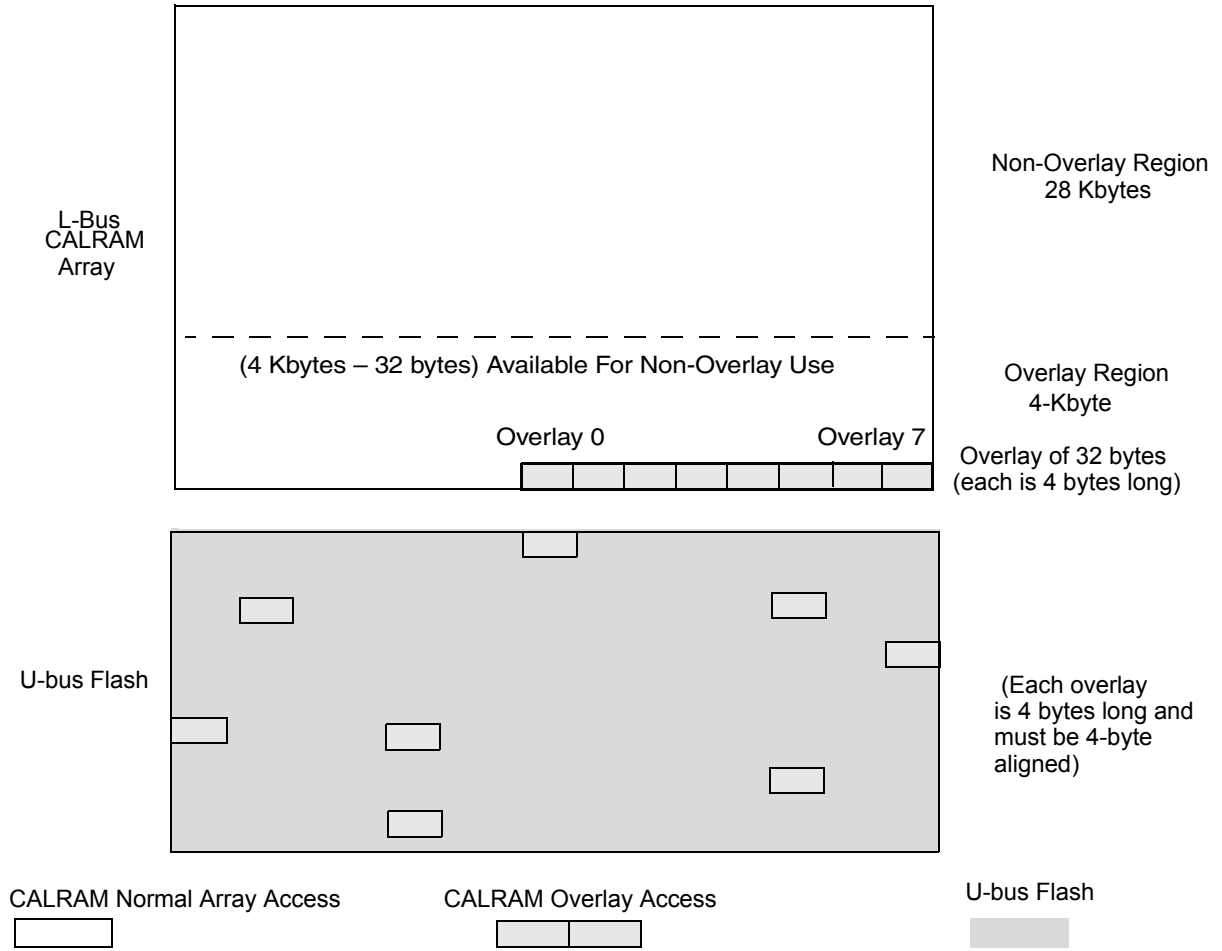 Non-Overlay Region
28 Kbytes
L-Bus
CALRAM
Array
(4 Kbytes – 32 bytes) Available For Non-Overlay Use
Overlay Region
4-Kbyte
Overlay 0
Overlay 7
Overlay of 32 bytes
(each is 4 bytes long)
U-bus Flash
(Each overlay
is 4 bytes long and
must be 4-byte
aligned)
CALRAM Normal Array Access
CALRAM Overlay Access
U-bus Flash